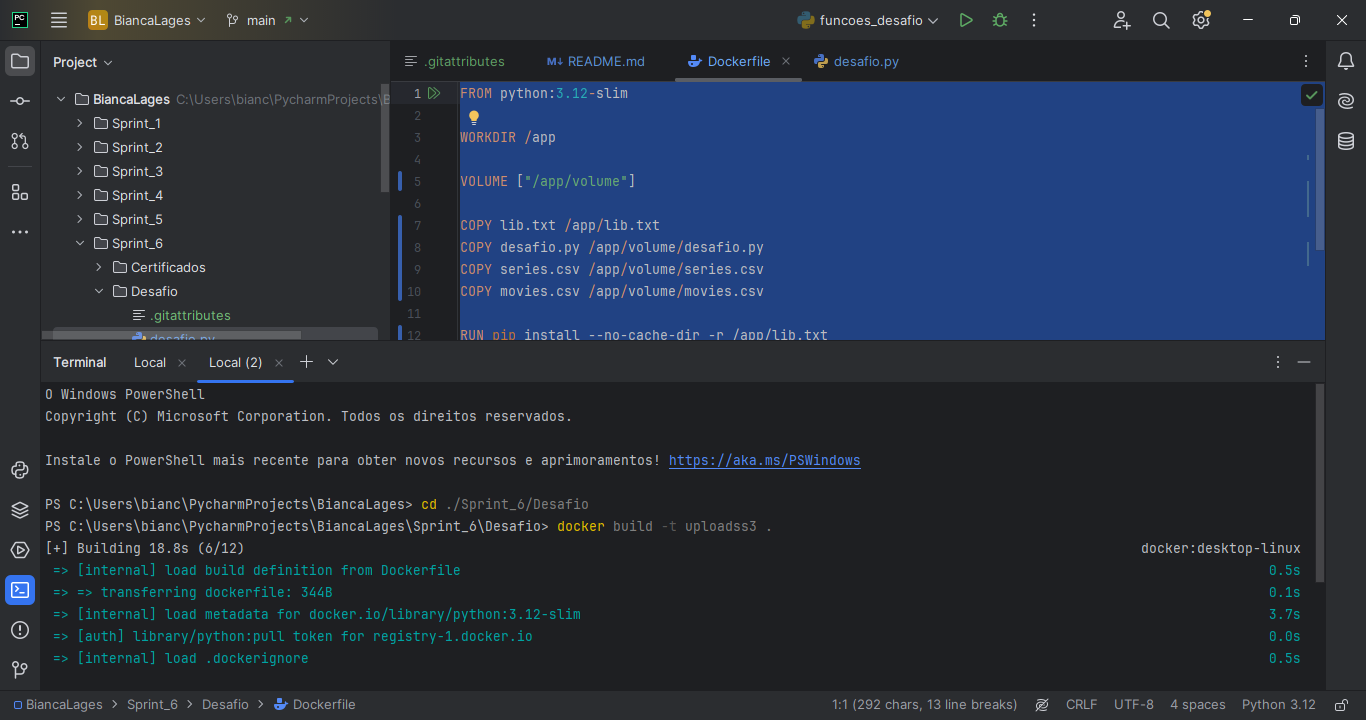 PC BL BiancaLages main funcoes_desafio
Project
BiancaLages C:\Users\bianc\PycharmProjects\B
Sprint_1
Sprint_2
Sprint_3
Sprint_4
Sprint_5
Sprint_6
Certificados
Desafio
.gitattributes
desafio.py
.gitattributes README.md Dockerfile desafio.py
1 FROM python:3.12-slim
2
3 WORKDIR /app
4
5 VOLUME ["/app/volume"]
6
7 COPY lib.txt /app/lib.txt
8 COPY desafio.py /app/volume/desafio.py
9 COPY series.csv /app/volume/series.csv
10 COPY movies.csv /app/volume/movies.csv
11
12 RUN pip install --no-cache-dir -r /app/lib.txt
Terminal Local Local (2)
O Windows PowerShell
Copyright (C) Microsoft Corporation. Todos os direitos reservados.
Instale o PowerShell mais recente para obter novos recursos e aprimoramentos! https://aka.ms/PSWindows
PS C:\Users\bianc\PycharmProjects\BiancaLages> cd ./Sprint_6/Desafio
PS C:\Users\bianc\PycharmProjects\BiancaLages\Sprint_6\Desafio> docker build -t uploadss3 .
[+] Building 18.8s (6/12) docker:desktop-linux
=> [internal] load build definition from Dockerfile 0.5s
=> => transferring dockerfile: 344B 0.1s
=> [internal] load metadata for docker.io/library/python:3.12-slim 3.7s
=> [auth] library/python:pull token for registry-1.docker.io 0.0s
=> [internal] load .dockerignore 0.5s
BiancaLages > Sprint_6 > Desafio > Dockerfile 1:1 (292 chars, 13 line breaks) CRLF UTF-8 4 spaces Python 3.12